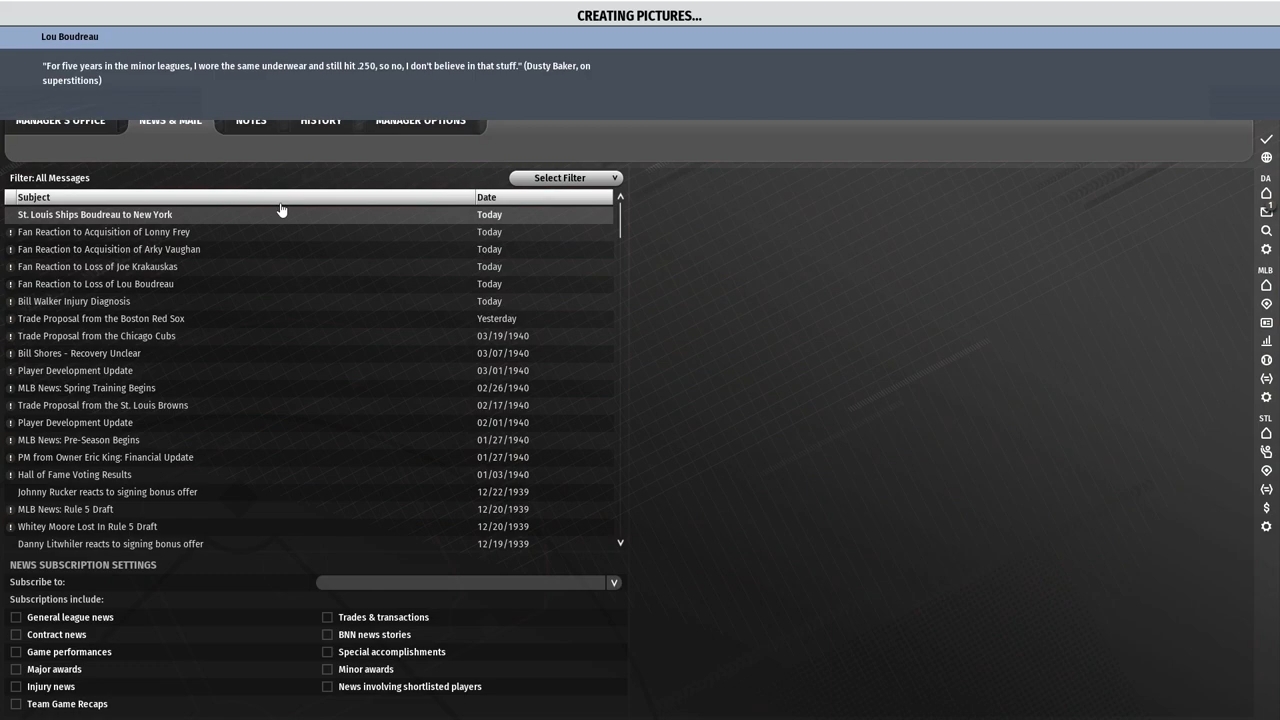 CREATING PICTURES...
Lou Boudreau
"For five years in the minor leagues, I wore the same underwear and still hit .250, so no, I don't believe in that stuff." (Dusty Baker, on
superstitions)
MANAGER'S OFFICE NEWS & MAIL NOTES HISTORY MANAGER OPTIONS
Filter: All Messages Select Filter
Subject Date
St. Louis Ships Boudreau to New York Today
! Fan Reaction to Acquisition of Lonny Frey Today
! Fan Reaction to Acquisition of Arky Vaughan Today
! Fan Reaction to Loss of Joe Krakauskas Today
! Fan Reaction to Loss of Lou Boudreau Today
! Bill Walker Injury Diagnosis Today
! Trade Proposal from the Boston Red Sox Yesterday
! Trade Proposal from the Chicago Cubs 03/19/1940
! Bill Shores - Recovery Unclear 03/07/1940
! Player Development Update 03/01/1940
! MLB News: Spring Training Begins 02/26/1940
! Trade Proposal from the St. Louis Browns 02/17/1940
! Player Development Update 02/01/1940
! MLB News: Pre-Season Begins 01/27/1940
! PM from Owner Eric King: Financial Update 01/27/1940
! Hall of Fame Voting Results 01/03/1940
Johnny Rucker reacts to signing bonus offer 12/22/1939
! MLB News: Rule 5 Draft 12/20/1939
! Whitey Moore Lost In Rule 5 Draft 12/20/1939
Danny Litwhiler reacts to signing bonus offer 12/19/1939
NEWS SUBSCRIPTION SETTINGS
Subscribe to:
Subscriptions include:
General league news Trades & transactions
Contract news BNN news stories
Game performances Special accomplishments
Major awards Minor awards
Injury news News involving shortlisted players
Team Game Recaps
DA
1
MLB
STL
$